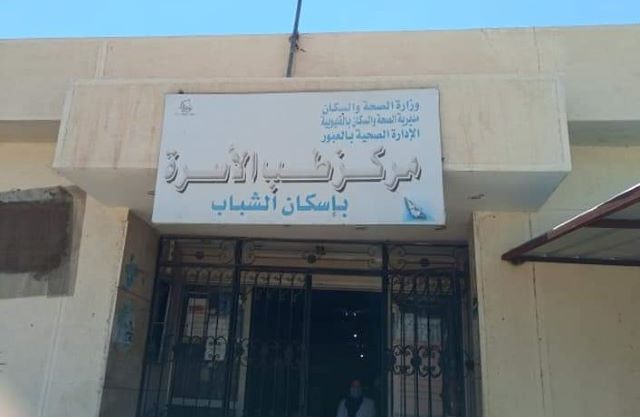 وزارة الصحة والسكان
مديرية الصحة والسكان بالقليوبية
الإدارة الصحية بالعبور
مركز طب الأسرة
بإسكان الشباب